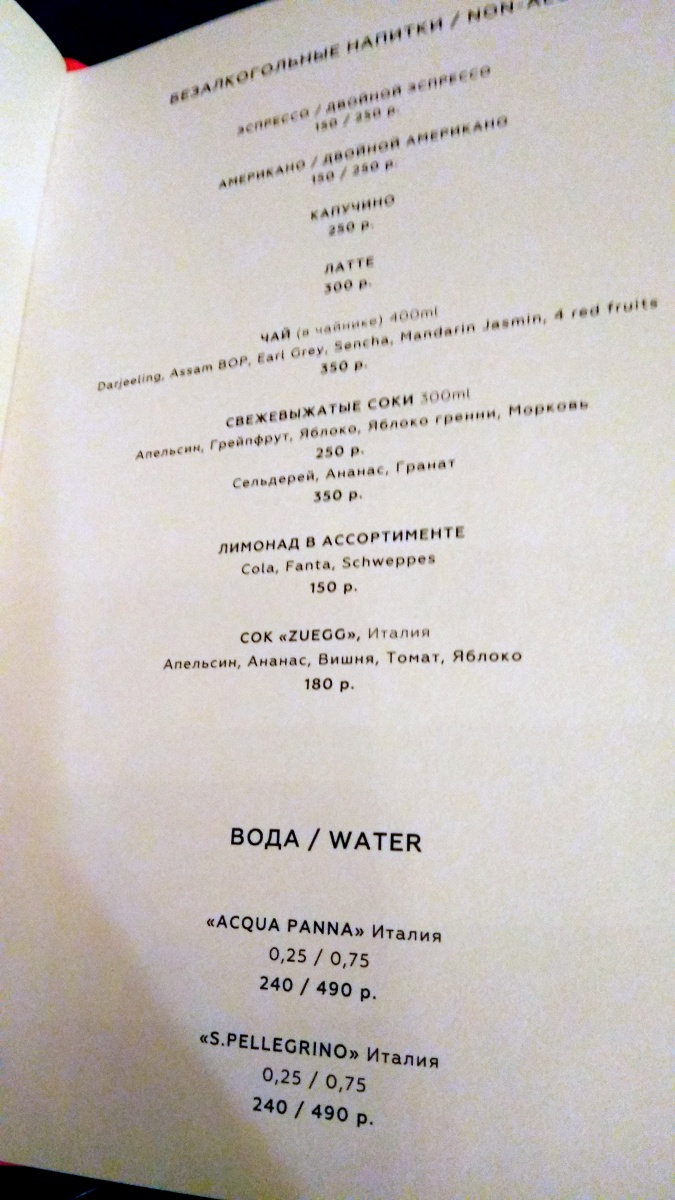 БЕЗАЛКОГОЛЬНЫЕ НАПИТКИ / NON-
ЭСПРЕССО / ДВОЙНОЙ ЭСПРЕССО
150 / 250 р.
АМЕРИКАНО / ДВОЙНОЙ АМЕРИКАНО
150 / 250 р.
КАПУЧИНО
250 р.
ЛАТТЕ
300 р.
ЧАЙ (в чайнике) 400ml
Darjeeling, Assam BOP, Earl Grey, Sencha, Mandarin Jasmin, 4 red fruits
350 р.
СВЕЖЕВЫЖАТЫЕ СОКИ 300ml
Апельсин, Грейпфрут, Яблоко, Яблоко гренни, Морковь
250 р.
Сельдерей, Ананас, Гранат
350 р.
ЛИМОНАД В АССОРТИМЕНТЕ
Cola, Fanta, Schweppes
150 р.
СОК «ZUEGG», Италия
Апельсин, Ананас, Вишня, Томат, Яблоко
180 р.
ВОДА / WATER
«ACQUA PANNA» Италия
0,25 / 0,75
240 / 490 р.
«S.PELLEGRINO» Италия
0,25 / 0,75
240 / 490 р.